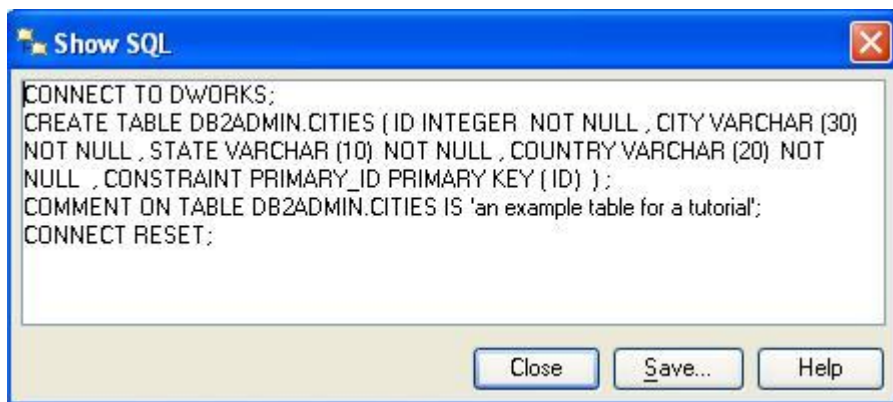 Show SQL
CONNECT TO DWORKS;
CREATE TABLE DB2ADMIN.CITIES ( ID INTEGER  NOT NULL , CITY VARCHAR (30)
NOT NULL , STATE VARCHAR (10)  NOT NULL , COUNTRY VARCHAR (20)  NOT
NULL  , CONSTRAINT PRIMARY_ID PRIMARY KEY ( ID)  ) ;
COMMENT ON TABLE DB2ADMIN.CITIES IS 'an example table for a tutorial';
CONNECT RESET;
Close Save... Help